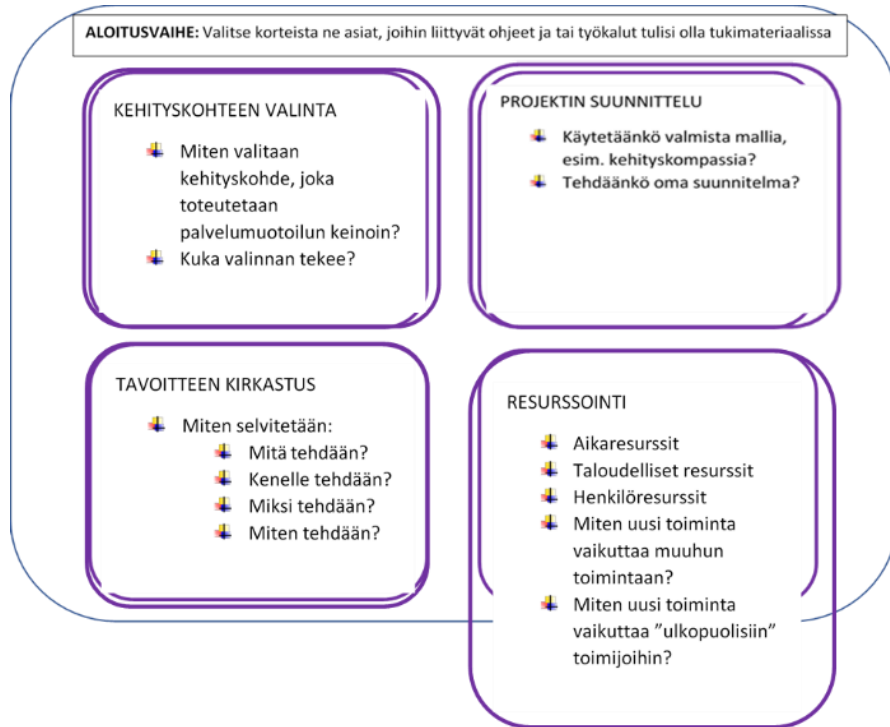 ALOITUSVAIHE: Valitse korteista ne asiat, joihin liittyvät ohjeet ja tai työkalut tulisi olla tukimateriaalissa
KEHITYSKOHTEEN VALINTA
Miten valitaan
kehityskohde, joka
toteutetaan
palvelumuotoilun keinoin?
Kuka valinnan tekee?
PROJEKTIN SUUNNITTELU
Käytetäänkö valmista mallia,
esim. kehityskompassia?
Tehdäänkö oma suunnitelma?
TAVOITTEEN KIRKASTUS
Miten selvitetään:
Mitä tehdään?
Kenelle tehdään?
Miksi tehdään?
Miten tehdään?
RESURSSOINTI
Aikaresurssit
Taloudelliset resurssit
Henkilöresurssit
Miten uusi toiminta
vaikuttaa muuhun
toimintaan?
Miten uusi toiminta
vaikuttaa ”ulkopuolisiin”
toimijoihin?